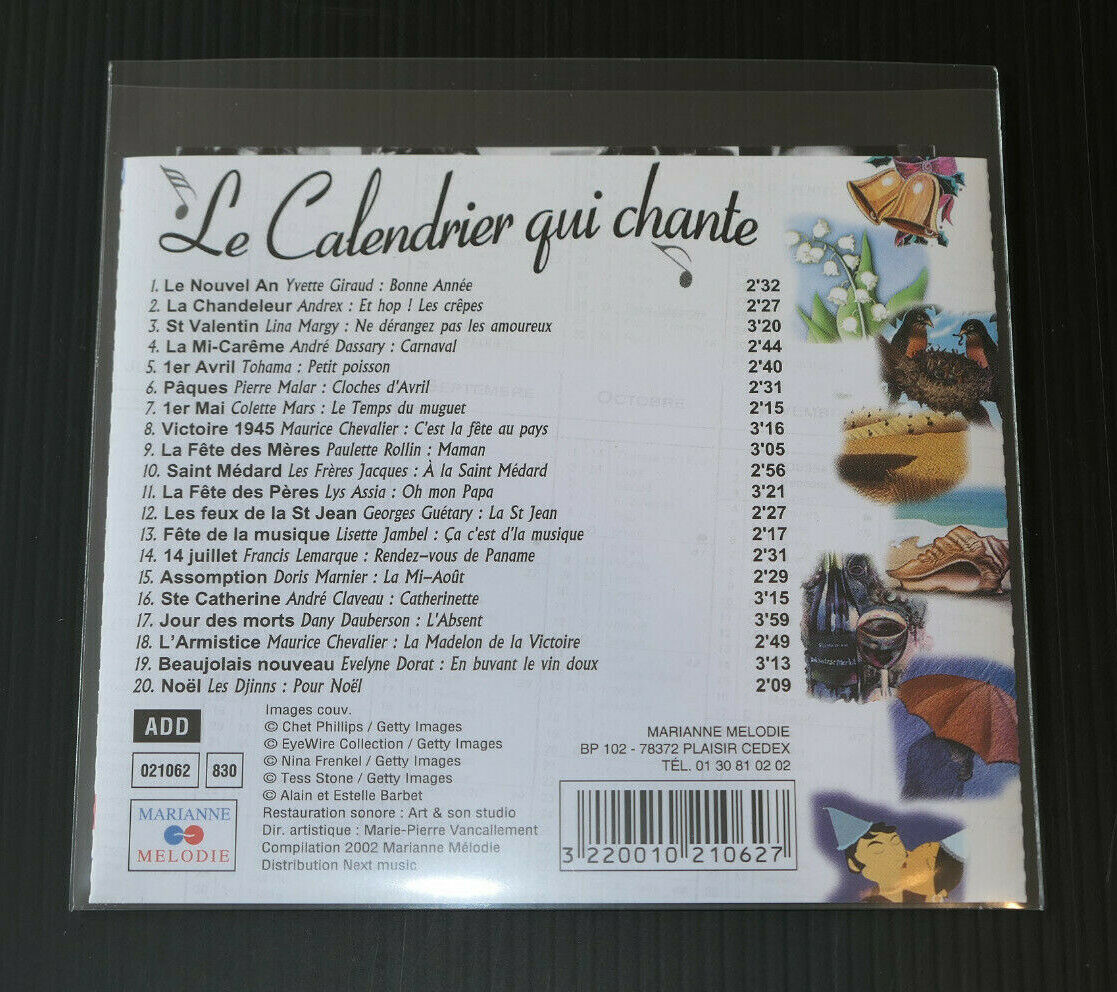 Le Calendrier qui chante
1. Le Nouvel An Yvette Giraud : Bonne Année 2'32
2. La Chandeleur Andrex : Et hop ! Les crêpes 2'27
3. St Valentin Lina Margy : Ne dérangez pas les amoureux 3'20
4. La Mi-Carême André Dassary : Carnaval 2'44
5. 1er Avril Tohama : Petit poisson 2'40
6. Pâques Pierre Malar : Cloches d'Avril 2'31
7. 1er Mai Colette Mars : Le Temps du muguet 2'15
8. Victoire 1945 Maurice Chevalier : C'est la fête au pays 3'16
9. La Fête des Mères Paulette Rollin : Maman 3'05
10. Saint Médard Les Frères Jacques : À la Saint Médard 2'56
11. La Fête des Pères Lys Assia : Oh mon Papa 3'21
12. Les feux de la St Jean Georges Guétary : La St Jean 2'27
13. Fête de la musique Lisette Jambel : Ça c'est d'la musique 2'17
14. 14 juillet Francis Lemarque : Rendez-vous de Paname 2'31
15. Assomption Doris Marnier : La Mi-Août 2'29
16. Ste Catherine André Claveau : Catherinette 3'15
17. Jour des morts Dany Dauberson : L'Absent 3'59
18. L'Armistice Maurice Chevalier : La Madelon de la Victoire 2'49
19. Beaujolais nouveau Evelyne Dorat : En buvant le vin doux 3'13
20. Noël Les Djinns : Pour Noël 2'09
SEPTEMBRE
OCTOBRE
ADD
021062 830
MARIANNE
MELODIE
Images couv.
© Chet Phillips / Getty Images
© EyeWire Collection / Getty Images
© Nina Frenkel / Getty Images
© Tess Stone / Getty Images
© Alain et Estelle Barbet
Restauration sonore : Art & son studio
Dir. artistique : Marie-Pierre Vancallement
Compilation 2002 Marianne Mélodie
Distribution Next music
MARIANNE MELODIE
BP 102 - 78372 PLAISIR CEDEX
TÉL. 01 30 81 02 02
3 220010 210627